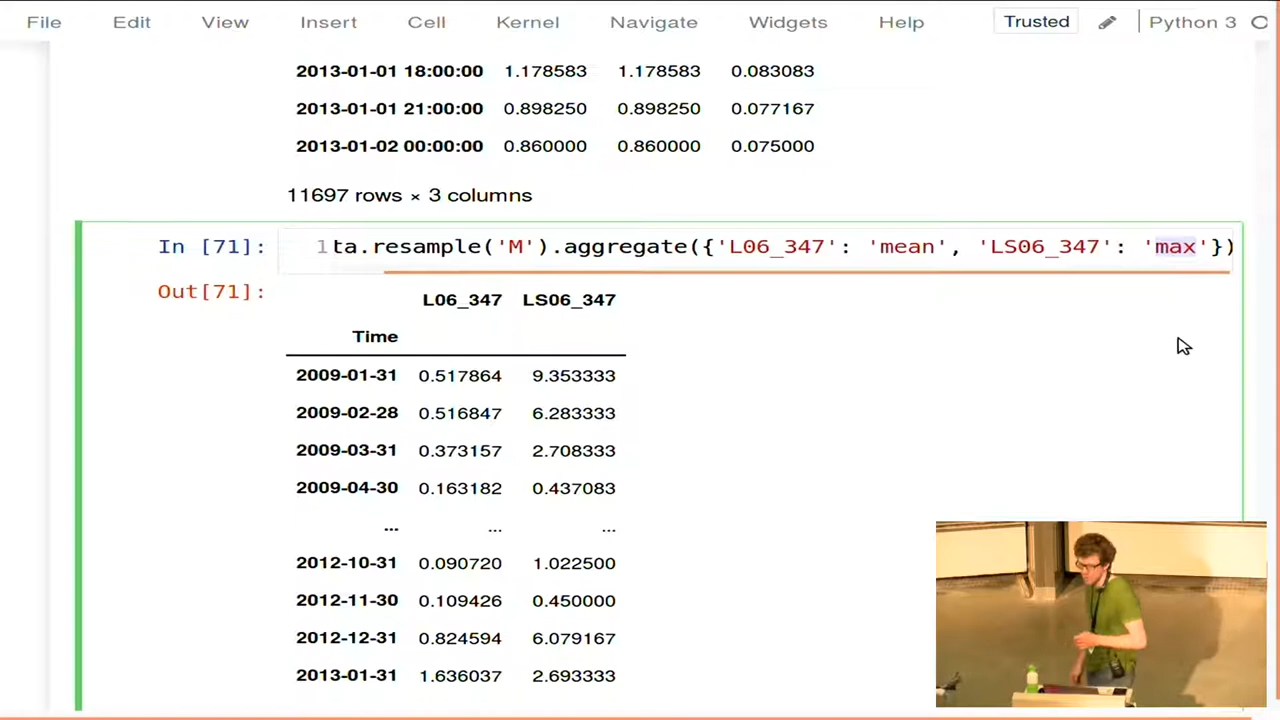 File Edit View Insert Cell Kernel Navigate Widgets Help Trusted Python 3
2013-01-01 18:00:00 1.178583 1.178583 0.083083
2013-01-01 21:00:00 0.898250 0.898250 0.077167
2013-01-02 00:00:00 0.860000 0.860000 0.075000
11697 rows × 3 columns
In [71]: 1ta.resample('M').aggregate({'L06_347': 'mean', 'LS06_347': 'max'})
Out[71]:
L06_347 LS06_347
Time
2009-01-31 0.517864 9.353333
2009-02-28 0.516847 6.283333
2009-03-31 0.373157 2.708333
2009-04-30 0.163182 0.437083
... ... ...
2012-10-31 0.090720 1.022500
2012-11-30 0.109426 0.450000
2012-12-31 0.824594 6.079167
2013-01-31 1.636037 2.693333